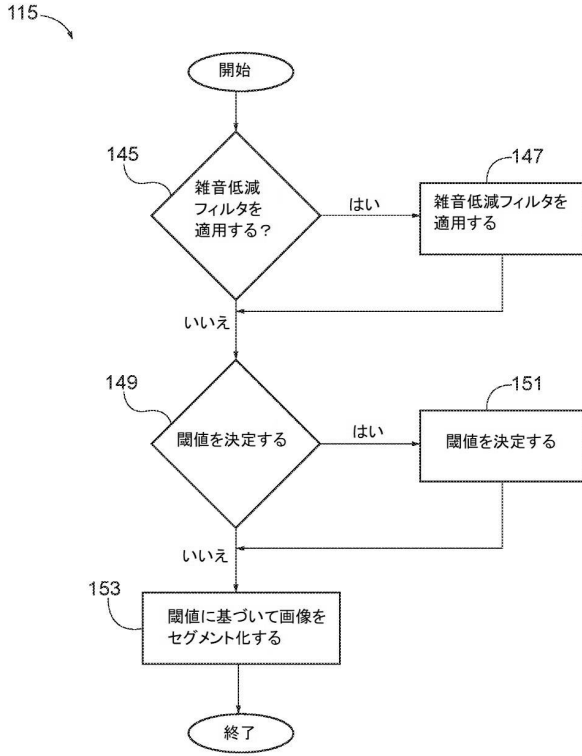 115
開始
145
雑音低減
フィルタを
適用する?
はい
147
雑音低減フィルタを
適用する
いいえ
149
閾値を決定する
はい
151
閾値を決定する
いいえ
153
閾値に基づいて画像を
セグメント化する
終了